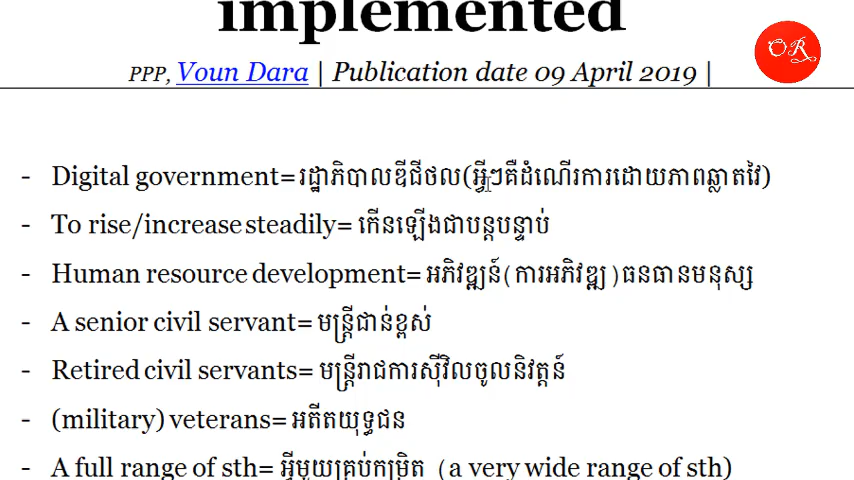 implemented
PPP, Voun Dara | Publication date 09 April 2019 |
OR
- Digital government= រដ្ឋាភិបាលឌីជីថល(អ្វីៗគឺដំណើរការដោយភាពឆ្លាតវៃ)
- To rise/increase steadily= កើនឡើងជាបន្តបន្ទាប់
- Human resource development= អភិវឌ្ឍន៍(ការអភិវឌ្ឍ)ធនធានមនុស្ស
- A senior civil servant= មន្ត្រីជាន់ខ្ពស់
- Retired civil servants= មន្ត្រីរាជការស៊ីវិលចូលនិវត្តន៍
- (military) veterans= អតីតយុទ្ធជន
- A full range of sth= អ្វីមួយគ្រប់កម្រិត (a very wide range of sth)